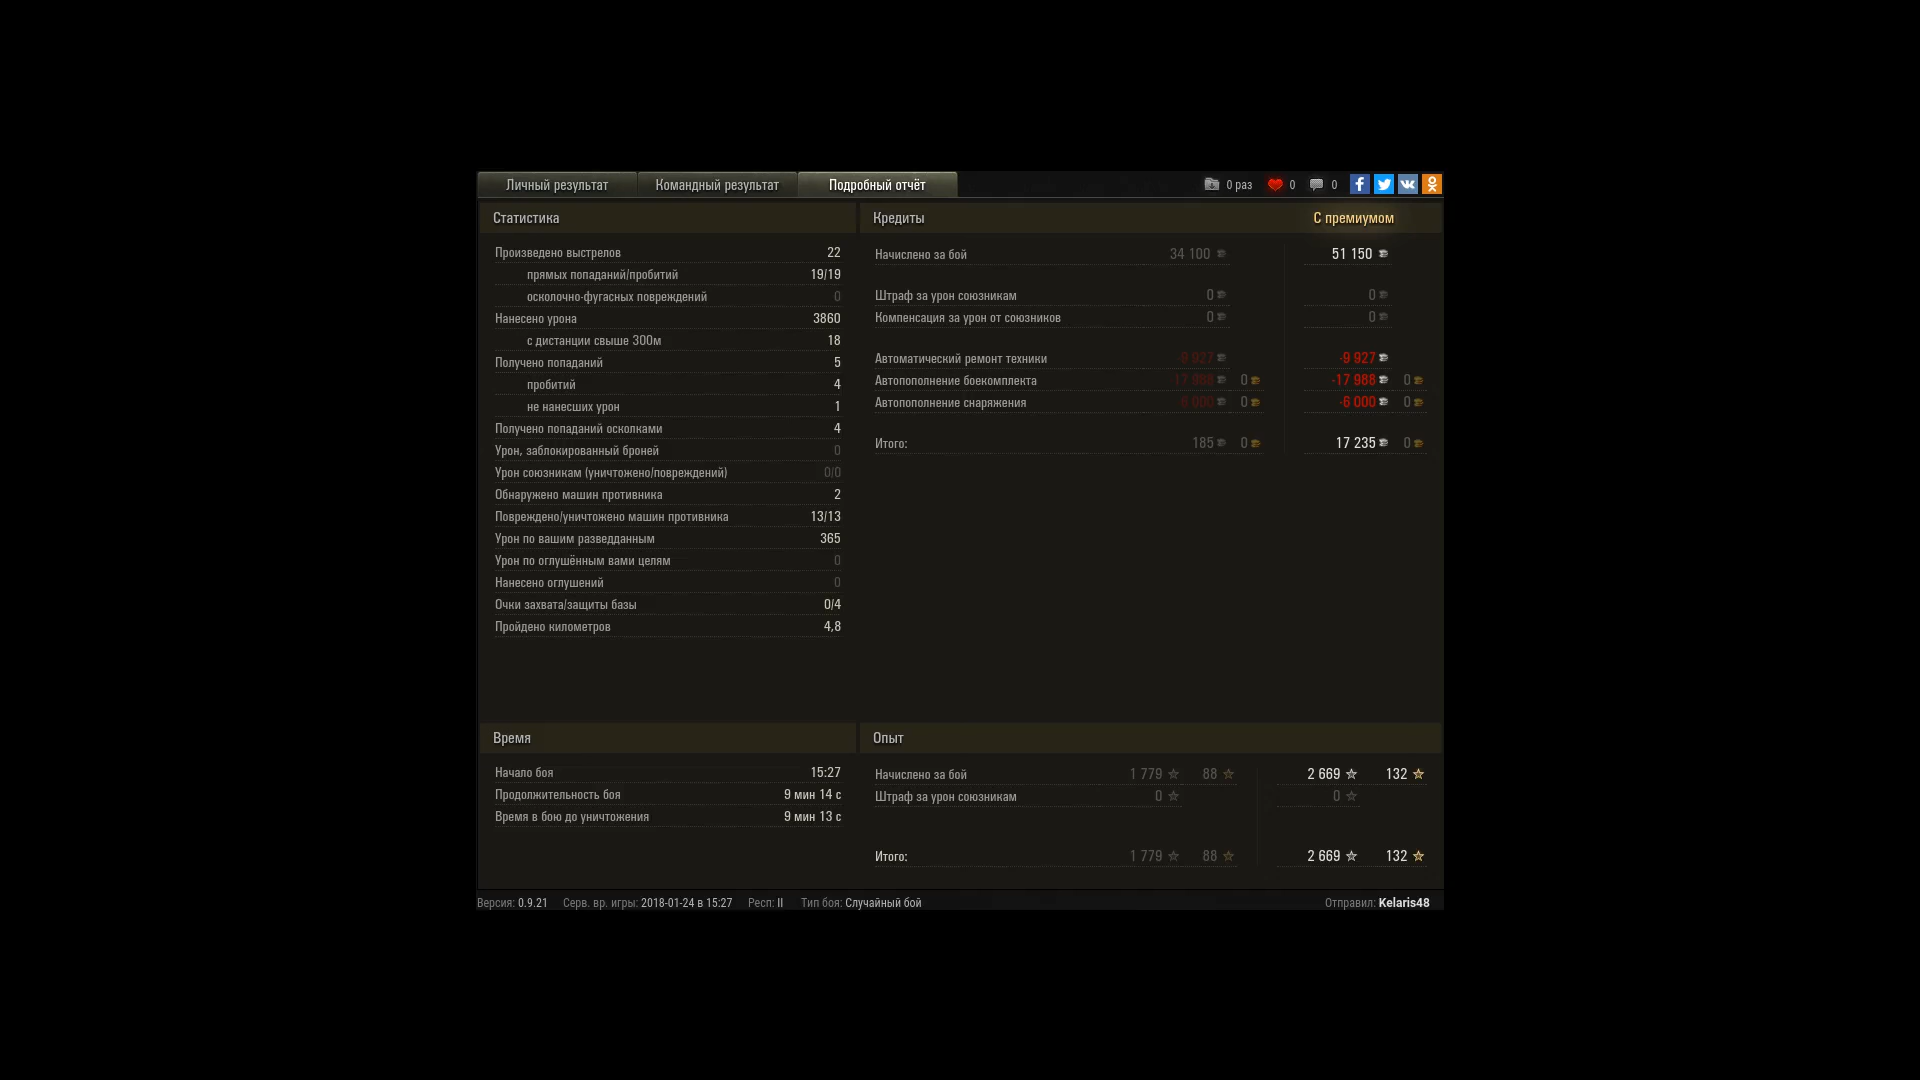 Личный результат Командный результат Подробный отчёт 0 раз 0 0
Статистика
Произведено выстрелов 22
прямых попаданий/пробитий 19/19
осколочно-фугасных повреждений 0
Нанесено урона 3860
с дистанции свыше 300м 18
Получено попаданий 5
пробитий 4
не нанесших урон 1
Получено попаданий осколками 4
Урон, заблокированный броней 0
Урон союзникам (уничтожено/повреждений) 0/0
Обнаружено машин противника 2
Повреждено/уничтожено машин противника 13/13
Урон по вашим разведданным 365
Урон по оглушённым вами целям 0
Нанесено оглушений 0
Очки захвата/защиты базы 0/4
Пройдено километров 4,8
Кредиты С премиумом
Начислено за бой 34 100 51 150
Штраф за урон союзникам 0 0
Компенсация за урон от союзников 0 0
Автоматический ремонт техники -9 927 -9 927
Автопополнение боекомплекта -17 988 0 -17 988 0
Автопополнение снаряжения -6 000 0 -6 000 0
Итого: 185 0 17 235 0
Время
Начало боя 15:27
Продолжительность боя 9 мин 14 с
Время в бою до уничтожения 9 мин 13 с
Опыт
Начислено за бой 1 779 88 2 669 132
Штраф за урон союзникам 0 0
Итого: 1 779 88 2 669 132
Версия: 0.9.21 Серв. вр. игры: 2018-01-24 в 15:27 Респ: II Тип боя: Случайный бой Отправил: Kelaris48